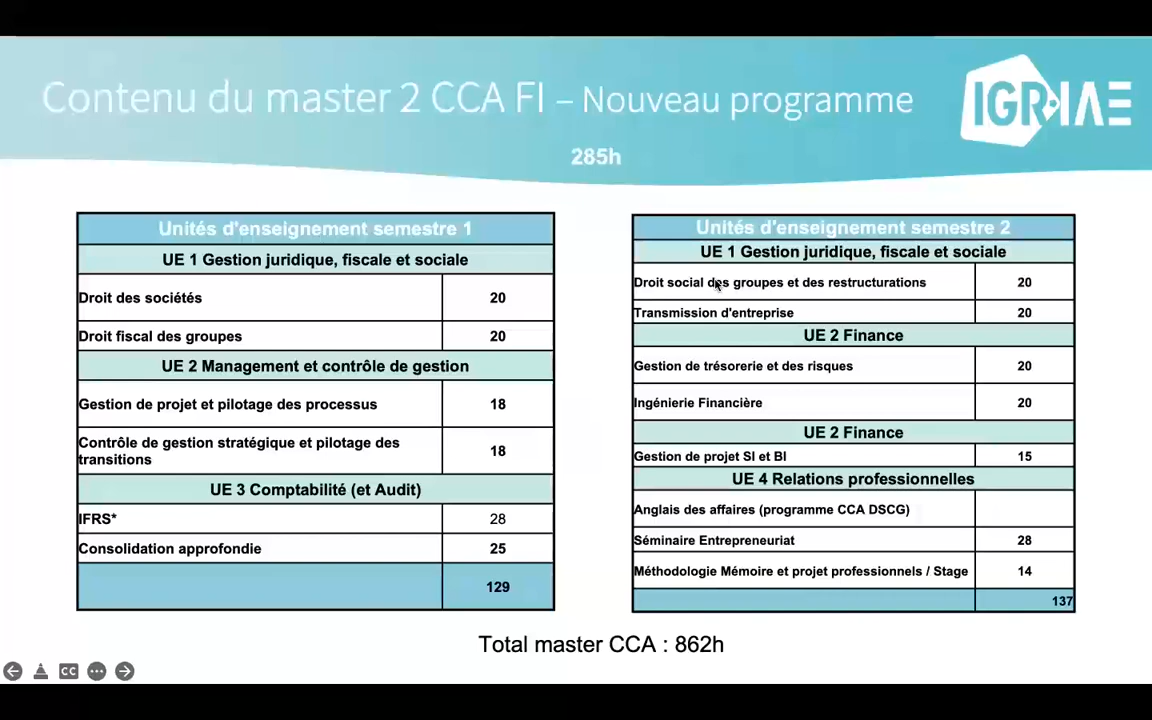 Contenu du master 2 CCA FI – Nouveau programme
IGR-IAE
285h
Unités d'enseignement semestre 1
UE 1 Gestion juridique, fiscale et sociale
Droit des sociétés 20
Droit fiscal des groupes 20
UE 2 Management et contrôle de gestion
Gestion de projet et pilotage des processus 18
Contrôle de gestion stratégique et pilotage des
transitions 18
UE 3 Comptabilité (et Audit)
IFRS* 28
Consolidation approfondie 25
129
Unités d'enseignement semestre 2
UE 1 Gestion juridique, fiscale et sociale
Droit social des groupes et des restructurations 20
Transmission d'entreprise 20
UE 2 Finance
Gestion de trésorerie et des risques 20
Ingénierie Financière 20
UE 2 Finance
Gestion de projet SI et BI 15
UE 4 Relations professionnelles
Anglais des affaires (programme CCA DSCG)
Séminaire Entrepreneuriat 28
Méthodologie Mémoire et projet professionnels / Stage 14
137
Total master CCA : 862h
CC